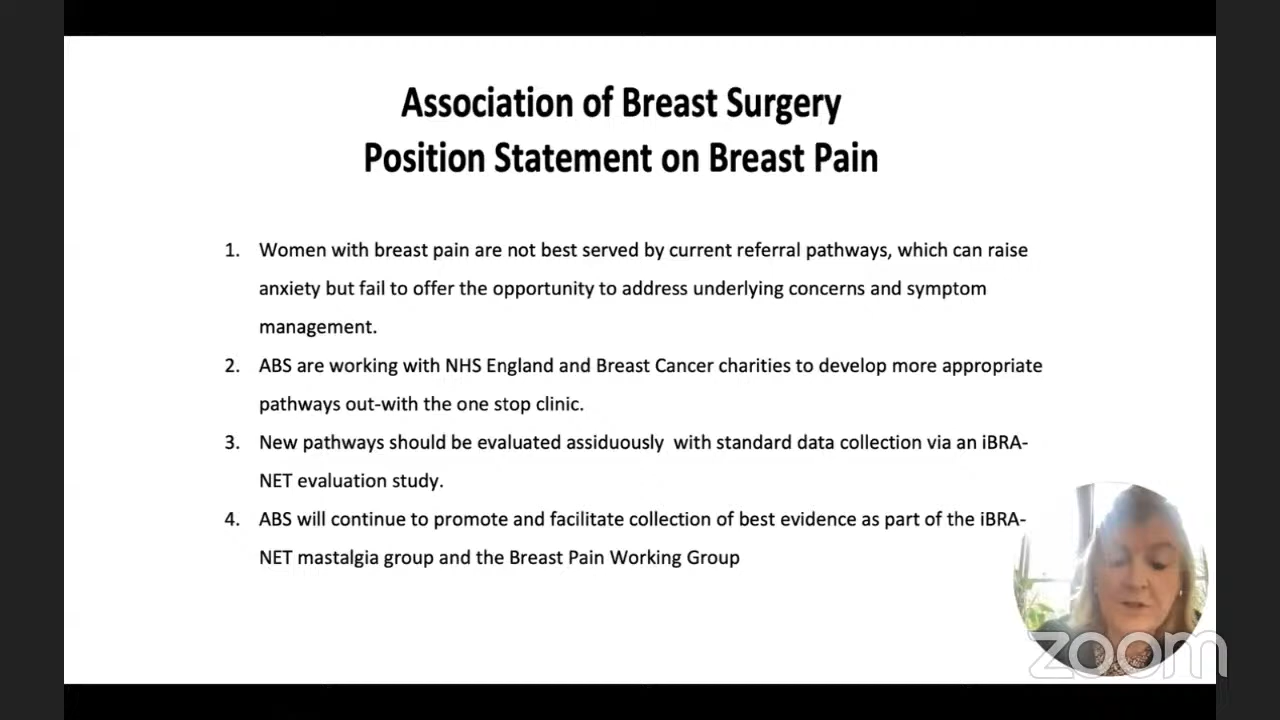 Association of Breast Surgery
Position Statement on Breast Pain
1. Women with breast pain are not best served by current referral pathways, which can raise
anxiety but fail to offer the opportunity to address underlying concerns and symptom
management.
2. ABS are working with NHS England and Breast Cancer charities to develop more appropriate
pathways out-with the one stop clinic.
3. New pathways should be evaluated assiduously  with standard data collection via an iBRA-
NET evaluation study.
4. ABS will continue to promote and facilitate collection of best evidence as part of the iBRA-
NET mastalgia group and the Breast Pain Working Group
zoom